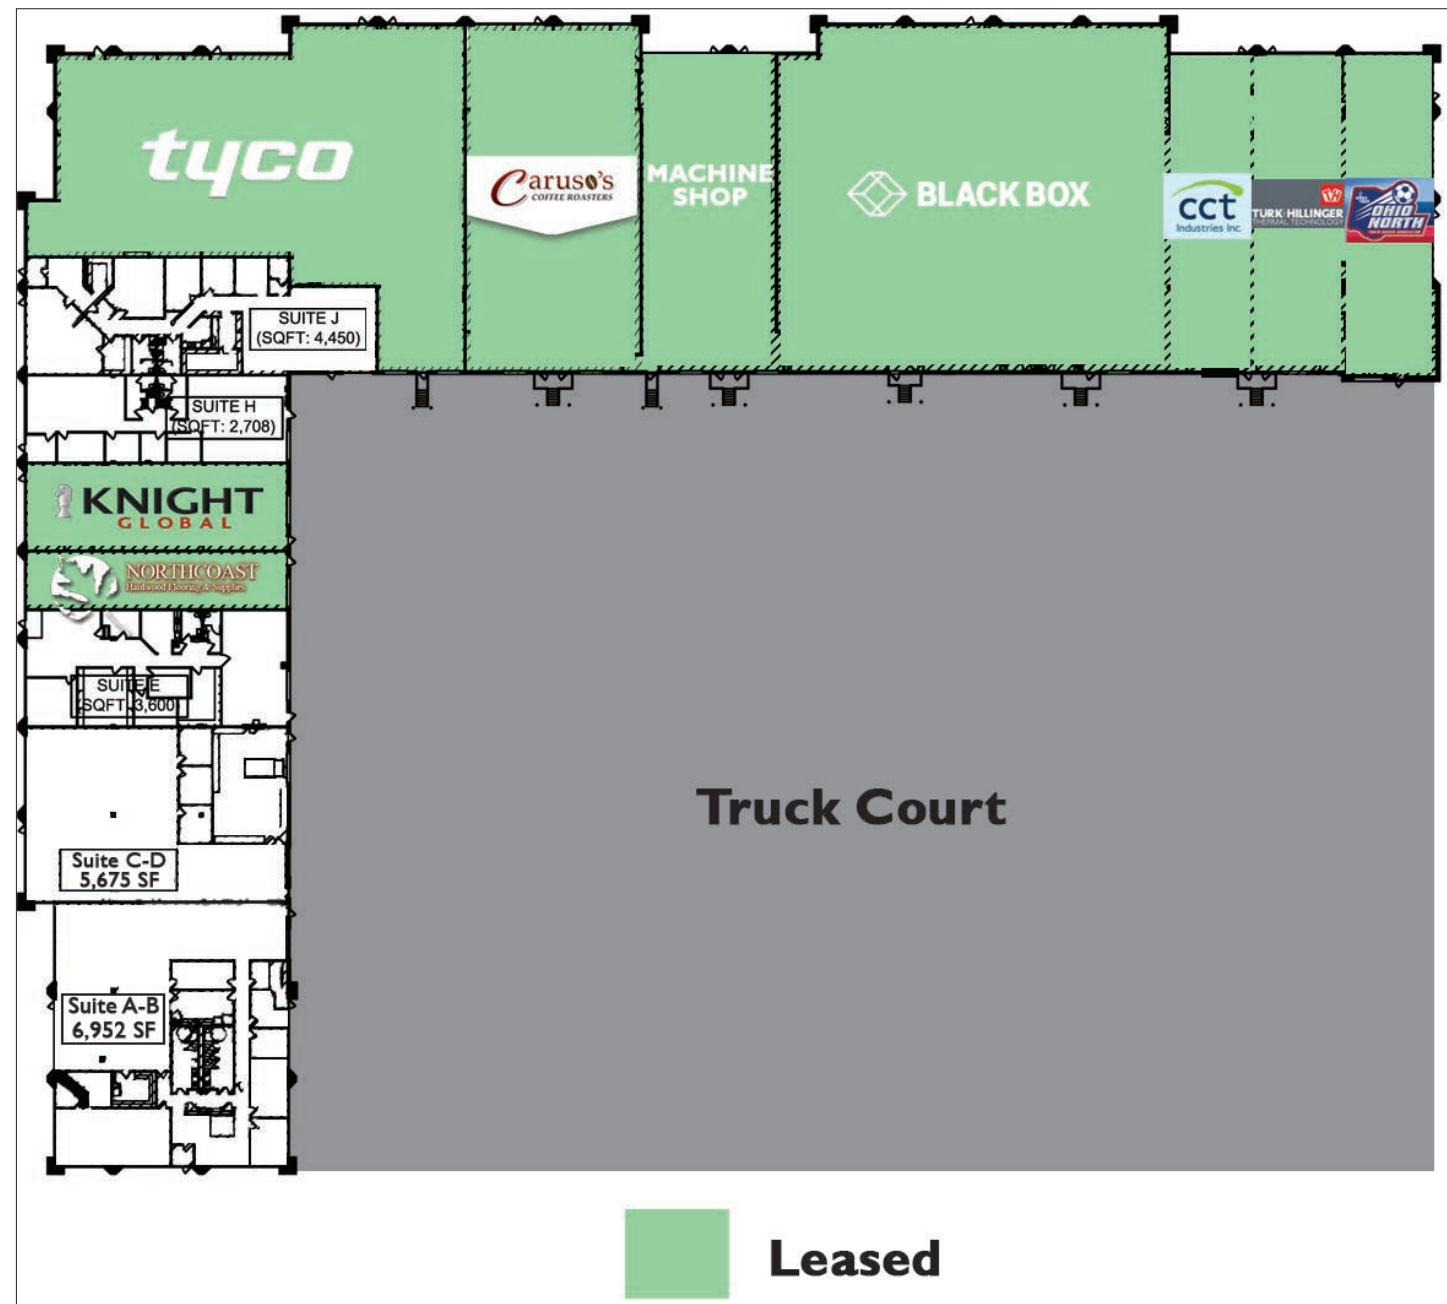 tyco
Caruso's
COFFEE ROASTERS
MACHINE
SHOP
BLACK BOX
cct
Industries Inc.
TH
TURK+HILLINGER
THERMAL TECHNOLOGY
OHIO
NORTH
SUITE J
(SQFT: 4,450)
SUITE H
(SQFT: 2,708)
KNIGHT
GLOBAL
NORTHCOAST
Hardwood Flooring & Supplies
SUITE E
(SQFT: 3,600)
Truck Court
Suite C-D
5,675 SF
Suite A-B
6,952 SF
Leased